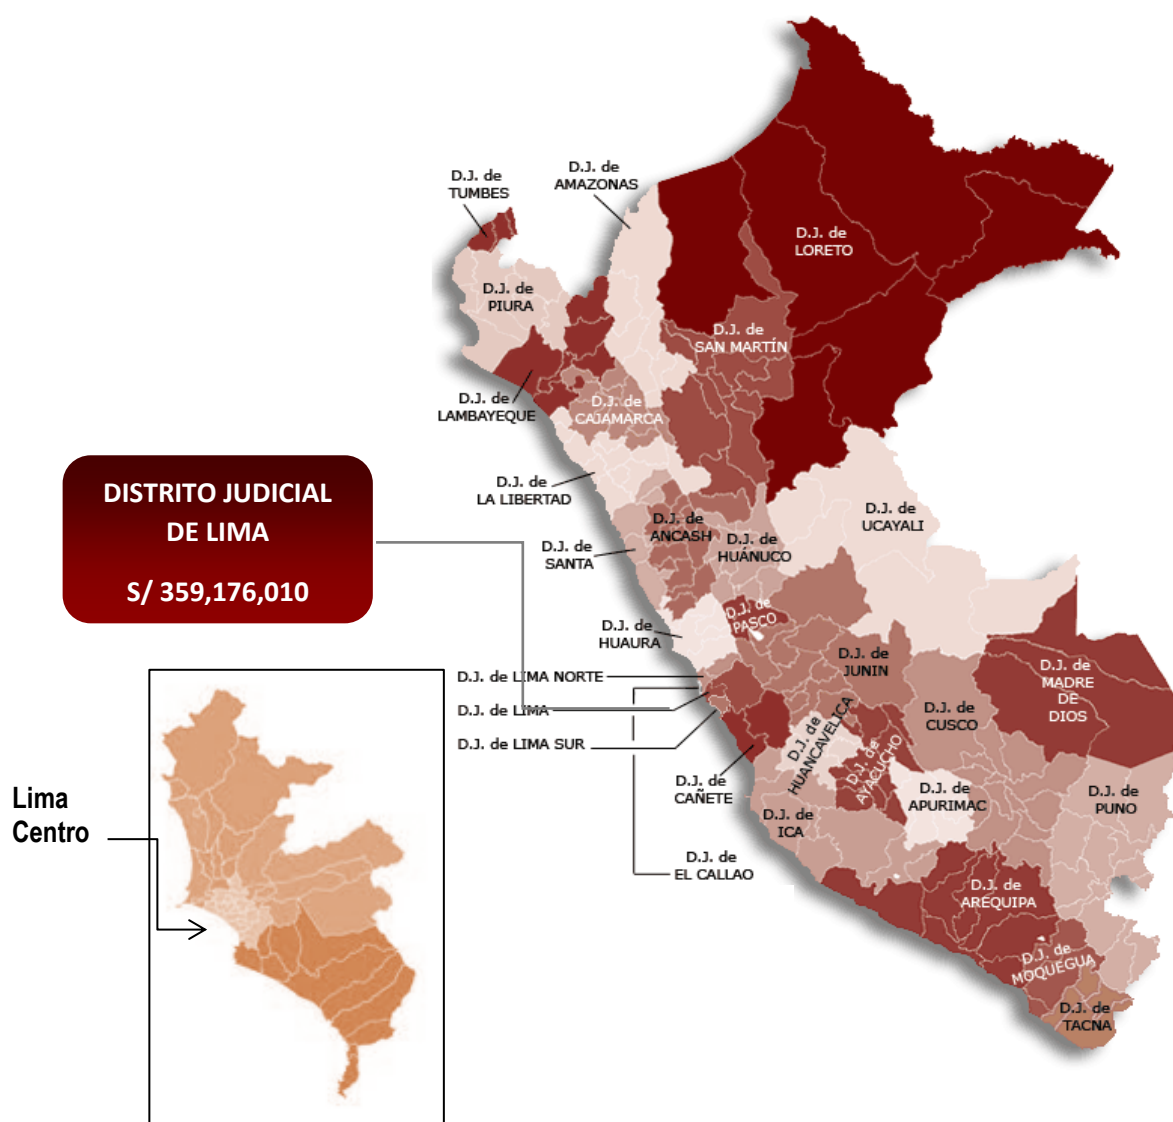 D.J. de
TUMBES
D.J. de
AMAZONAS
D.J. de
LORETO
D.J. de
PIURA
D.J. de
SAN MARTÍN
D.J. de
LAMBAYEQUE
D.J. de
CAJAMARCA
D.J. de
LA LIBERTAD
DISTRITO JUDICIAL
DE LIMA
S/ 359,176,010
D.J. de
UCAYALI
D.J. de
ANCASH
D.J. de
HUÁNUCO
D.J. de
SANTA
D.J. de
PASCO
D.J. de
HUAURA
D.J. de
JUNIN
D.J. de
MADRE
DE
DIOS
D.J. de LIMA NORTE
D.J. de LIMA
D.J. de LIMA SUR
D.J. de
CUSCO
D.J. de
HUANCAVELICA
D.J. de
AYACUCHO
D.J. de
CAÑETE
D.J. de
APURIMAC
D.J. de
PUNO
D.J. de
ICA
Lima
Centro
D.J. de
EL CALLAO
D.J. de
AREQUIPA
D.J. de
MOQUEGUA
D.J. de
TACNA